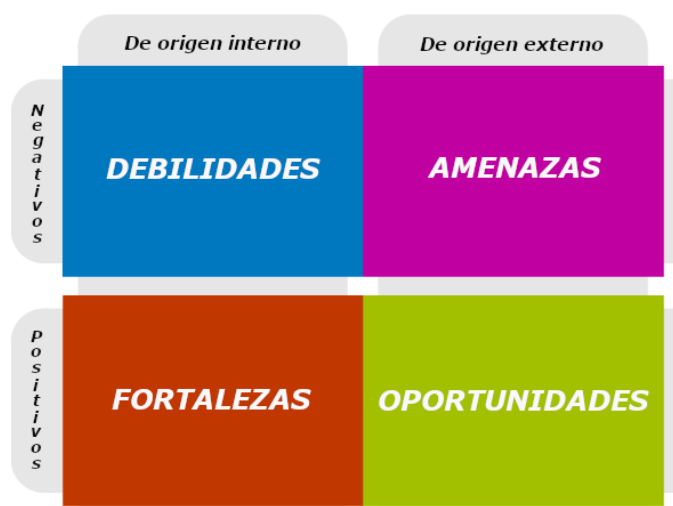 De origen interno
De origen externo
Negativos
DEBILIDADES
AMENAZAS
Positivos
FORTALEZAS
OPORTUNIDADES